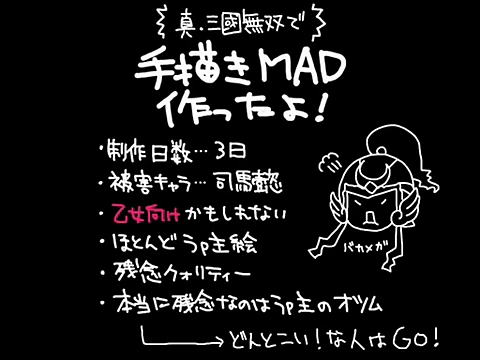 真.三國無双で
手描きMAD
作ったよ!
・制作日数…3日
・被害キャラ…司馬懿
・乙女向けかもしれない
・ほとんどうp主絵
・残念クォリティー
・本当に残念なのはうp主のオツム
バカメガ
どんとこい!な人はGO!